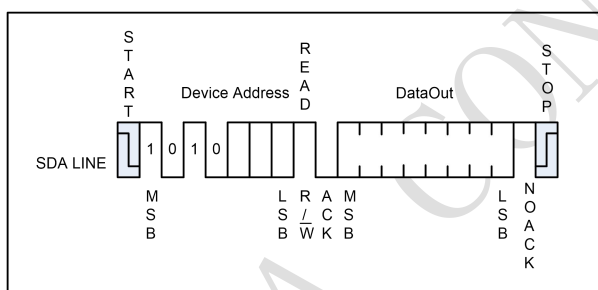 START
READ
STOP
Device Address
DataOut
SDA LINE
1 0 1 0
MSB
LSB
R/W
ACK
MSB
LSB
NOACK